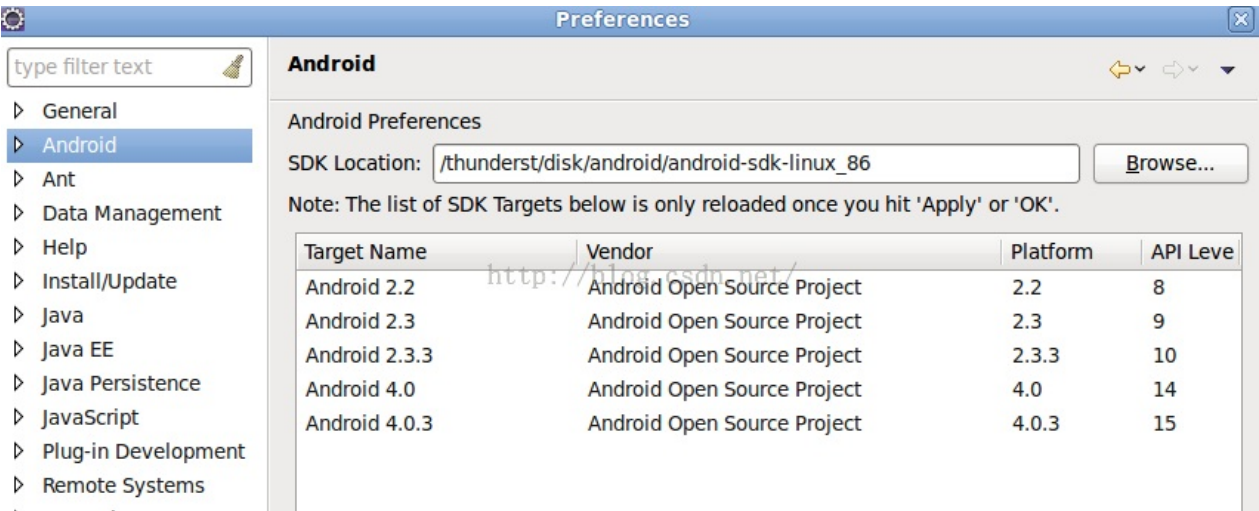 Preferences
type filter text
General
Android
Ant
Data Management
Help
Install/Update
Java
Java EE
Java Persistence
JavaScript
Plug-in Development
Remote Systems
Android
Android Preferences
SDK Location: /thunderst/disk/android/android-sdk-linux_86 Browse...
Note: The list of SDK Targets below is only reloaded once you hit 'Apply' or 'OK'.
Target Name Vendor Platform API Leve
http://blog.csdn.net/
Android 2.2 Android Open Source Project 2.2 8
Android 2.3 Android Open Source Project 2.3 9
Android 2.3.3 Android Open Source Project 2.3.3 10
Android 4.0 Android Open Source Project 4.0 14
Android 4.0.3 Android Open Source Project 4.0.3 15